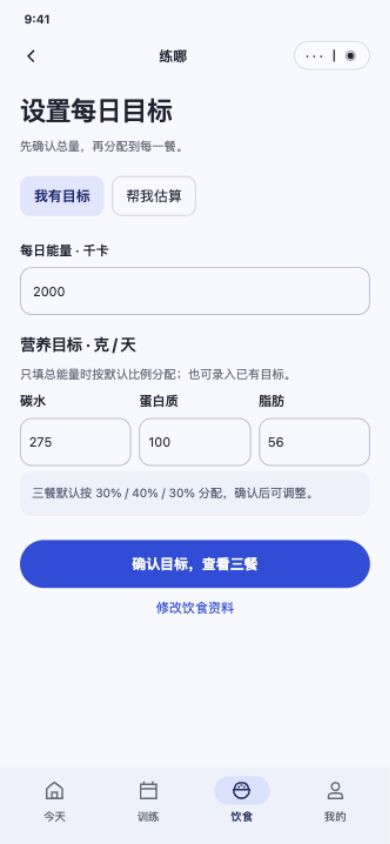 9:41
练哪
设置每日目标
先确认总量，再分配到每一餐。
我有目标 帮我估算
每日能量 · 千卡
2000
营养目标 · 克 / 天
只填总能量时按默认比例分配；也可录入已有目标。
碳水 蛋白质 脂肪
275 100 56
三餐默认按 30% / 40% / 30% 分配，确认后可调整。
确认目标，查看三餐
修改饮食资料
今天 训练 饮食 我的